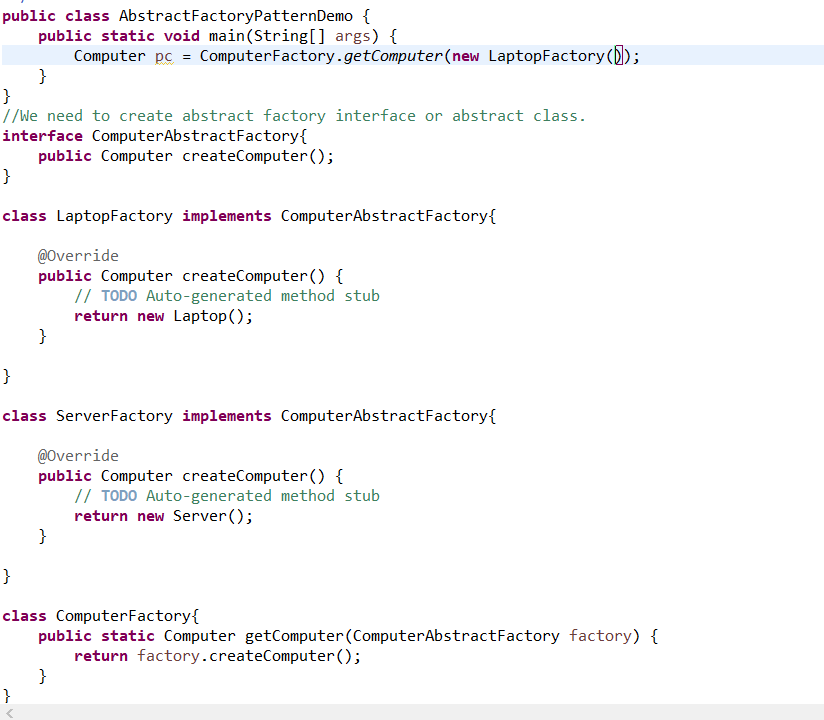 public class AbstractFactoryPatternDemo {
    public static void main(String[] args) {
        Computer pc = ComputerFactory.getComputer(new LaptopFactory());
    }
}
//We need to create abstract factory interface or abstract class.
interface ComputerAbstractFactory{
    public Computer createComputer();
}

class LaptopFactory implements ComputerAbstractFactory{

    @Override
    public Computer createComputer() {
        // TODO Auto-generated method stub
        return new Laptop();
    }

}

class ServerFactory implements ComputerAbstractFactory{

    @Override
    public Computer createComputer() {
        // TODO Auto-generated method stub
        return new Server();
    }

}

class ComputerFactory{
    public static Computer getComputer(ComputerAbstractFactory factory) {
        return factory.createComputer();
    }
}